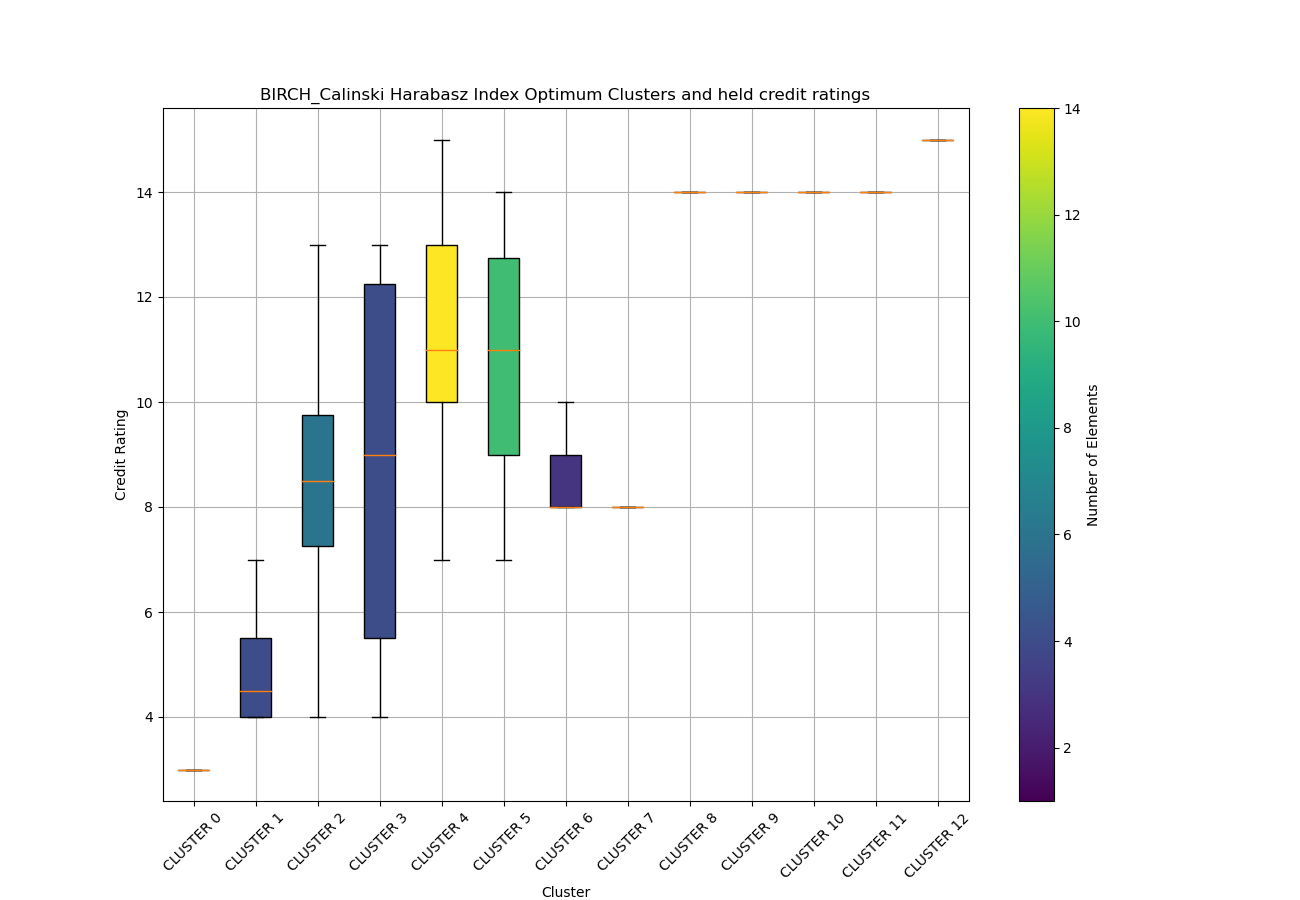 BIRCH_Calinski Harabasz Index Optimum Clusters and held credit ratings
14
12
10
8
6
4
Credit Rating
CLUSTER 0
CLUSTER 1
CLUSTER 2
CLUSTER 3
CLUSTER 4
CLUSTER 5
CLUSTER 6
CLUSTER 7
CLUSTER 8
CLUSTER 9
CLUSTER 10
CLUSTER 11
CLUSTER 12
Cluster
14
12
10
8
6
4
2
Number of Elements